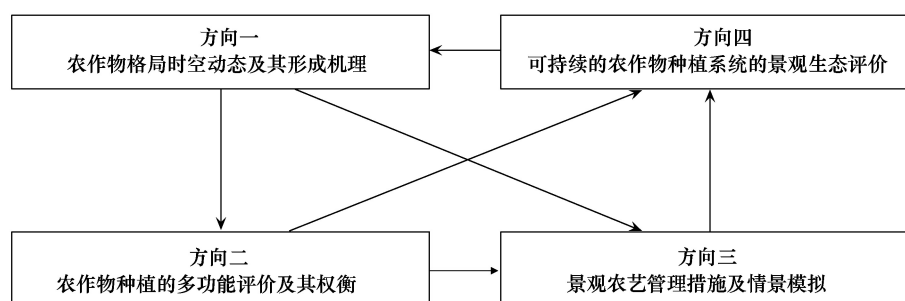 方向一
农作物格局时空动态及其形成机理
方向四
可持续的农作物种植系统的景观生态评价
方向二
农作物种植的多功能评价及其权衡
方向三
景观农艺管理措施及情景模拟